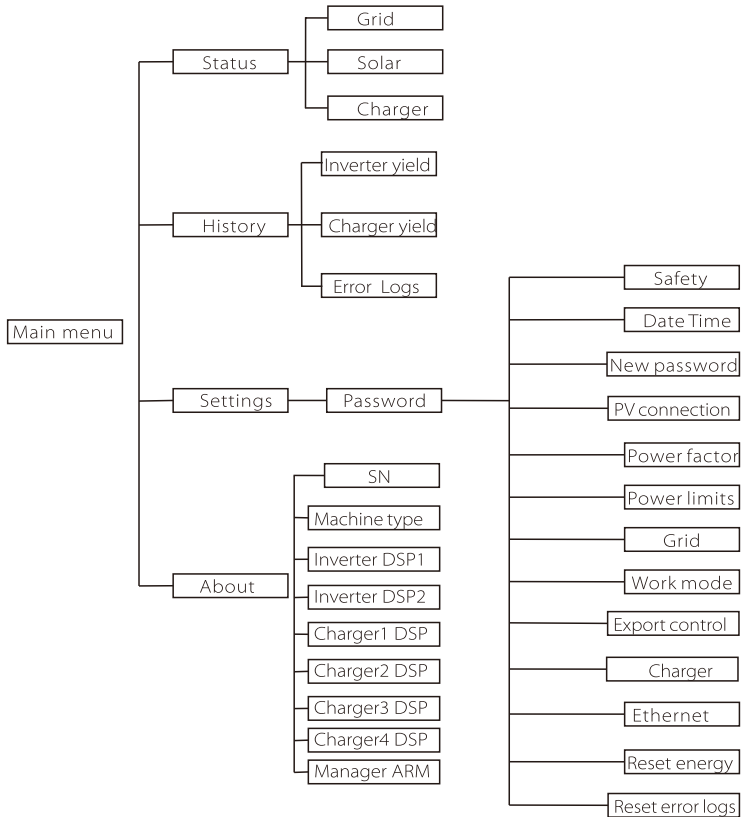 Main menu
Status
Grid
Solar
Charger
History
Inverter yield
Charger yield
Error Logs
Settings
Password
Safety
Date Time
New password
PV connection
Power factor
Power limits
Grid
Work mode
Export control
Charger
Ethernet
Reset energy
Reset error logs
About
SN
Machine type
Inverter DSP1
Inverter DSP2
Charger1 DSP
Charger2 DSP
Charger3 DSP
Charger4 DSP
Manager ARM